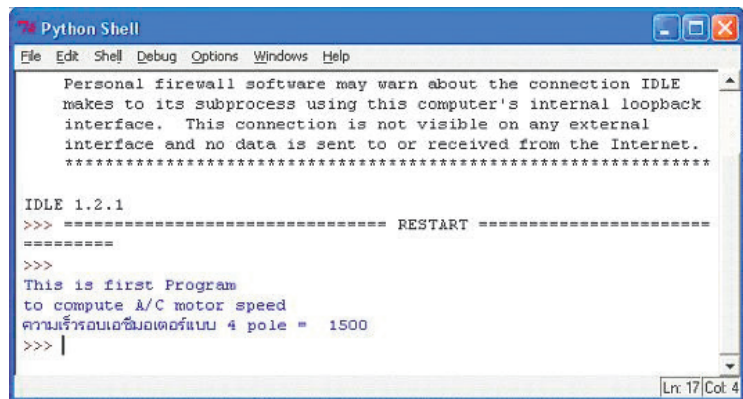 Python Shell
File Edit Shell Debug Options Windows Help
Personal firewall software may warn about the connection IDLE
makes to its subprocess using this computer's internal loopback
interface.  This connection is not visible on any external
interface and no data is sent to or received from the Internet.
****************************************************************
IDLE 1.2.1
>>> ================================ RESTART =======================
=========
>>>
This is first Program
to compute A/C motor speed
ความเร็วรอบเอซีมอเตอร์แบบ 4 pole =  1500
>>>
Ln: 17 Col: 4